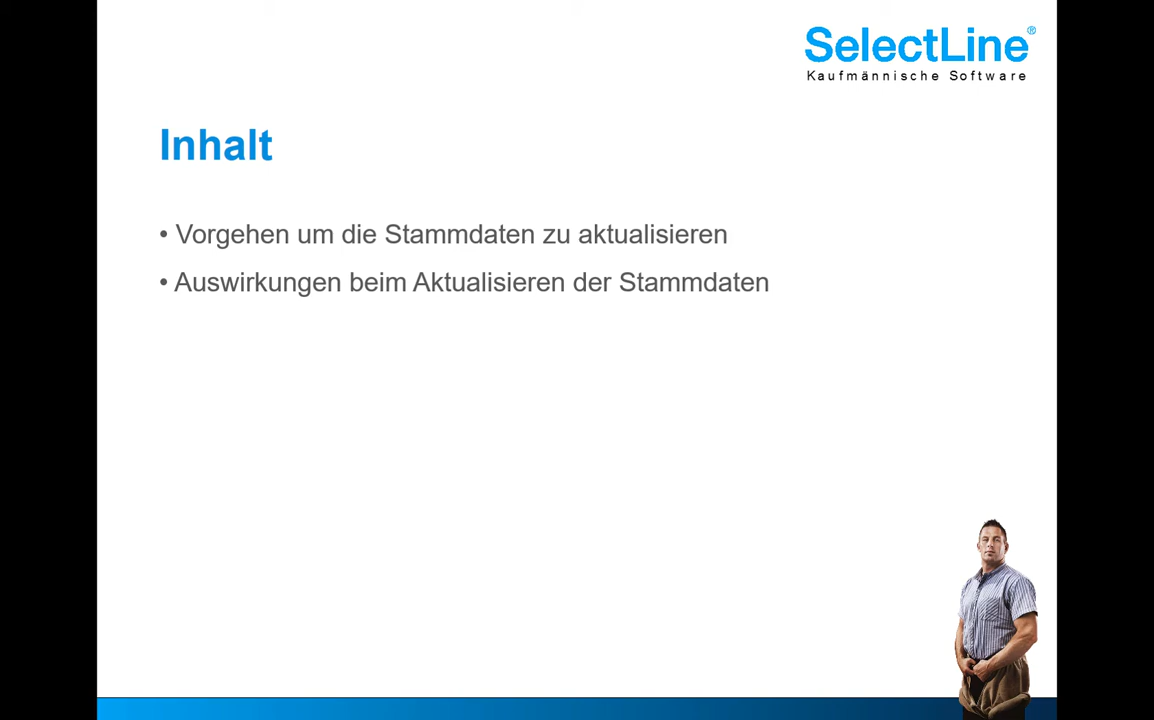 SelectLine®
Kaufmännische Software
Inhalt
• Vorgehen um die Stammdaten zu aktualisieren
• Auswirkungen beim Aktualisieren der Stammdaten